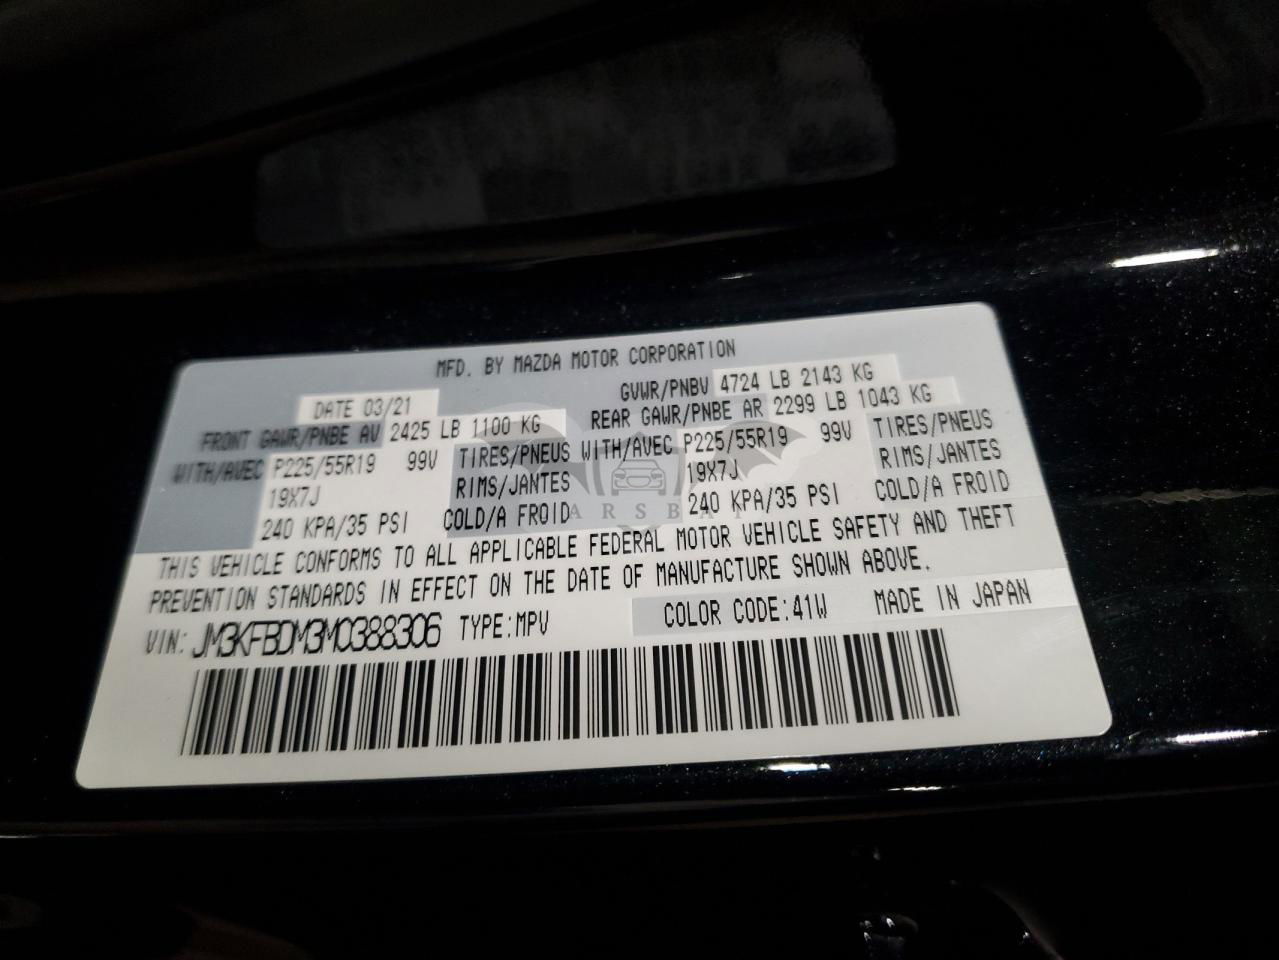 MFD. BY MAZDA MOTOR CORPORATION
DATE 03/21 GVWR/PNBV 4724 LB 2143 KG
FRONT GAWR/PNBE AV 2425 LB 1100 KG REAR GAWR/PNBE AR 2299 LB 1043 KG
WITH/AVEC P225/55R19 99V TIRES/PNEUS WITH/AVEC P225/55R19 99V TIRES/PNEUS
19X7J RIMS/JANTES 19X7J RIMS/JANTES
240 KPA/35 PSI COLD/A FROID 240 KPA/35 PSI COLD/A FROID
ARSBAT
THIS VEHICLE CONFORMS TO ALL APPLICABLE FEDERAL MOTOR VEHICLE SAFETY AND THEFT
PREVENTION STANDARDS IN EFFECT ON THE DATE OF MANUFACTURE SHOWN ABOVE.
VIN: JM3KFBDM3M0388306 TYPE:MPV COLOR CODE:41W MADE IN JAPAN